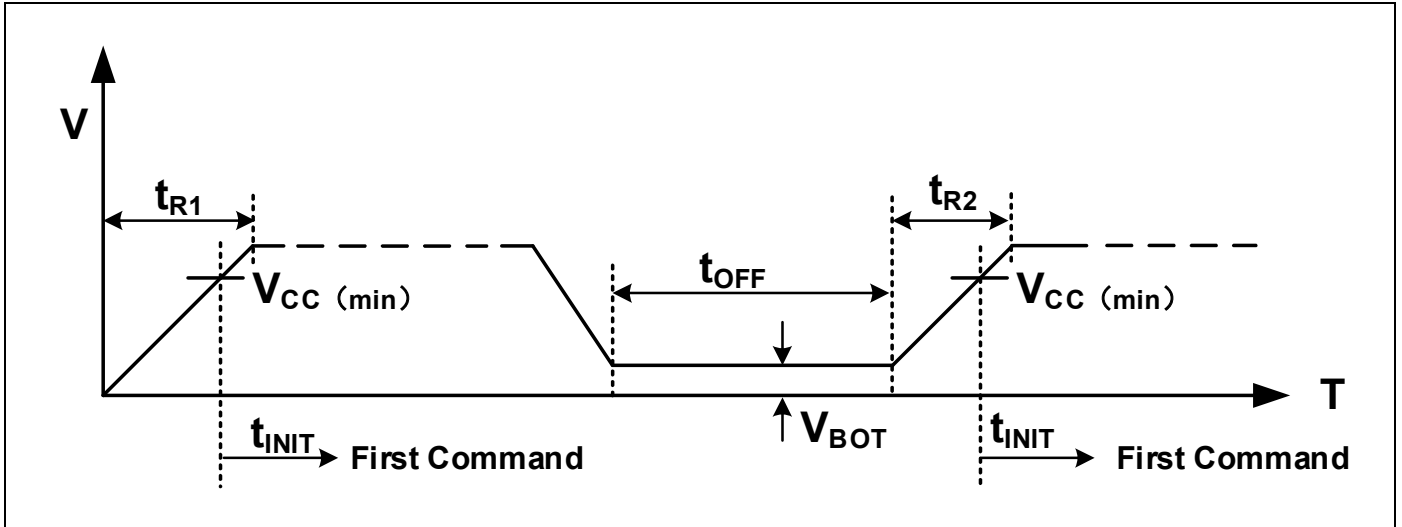 V
tR1
tR2
tOFF
VCC（min）
VCC（min）
T
VBOT
tINIT
First Command
tINIT
First Command